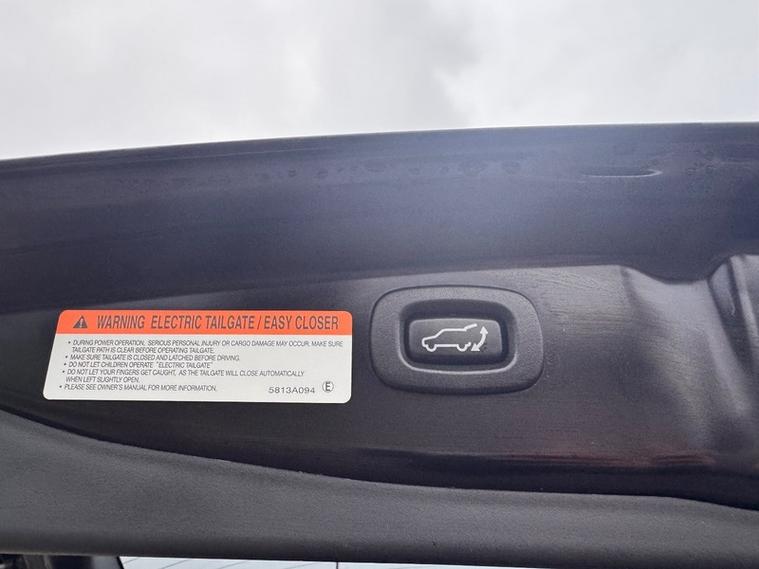 WARNING ELECTRIC TAILGATE / EASY CLOSER
• DURING POWER OPERATION, SERIOUS PERSONAL INJURY OR CARGO DAMAGE MAY OCCUR. MAKE SURE
TAILGATE PATH IS CLEAR BEFORE OPERATING TAILGATE.
• MAKE SURE TAILGATE IS CLOSED AND LATCHED BEFORE DRIVING.
• DO NOT LET CHILDREN OPERATE "ELECTRIC TAILGATE"
• DO NOT LET YOUR FINGERS GET CAUGHT, AS THE TAILGATE WILL CLOSE AUTOMATICALLY
WHEN LEFT SLIGHTLY OPEN.
• PLEASE SEE OWNER'S MANUAL FOR MORE INFORMATION.
5813A094 Ⓔ